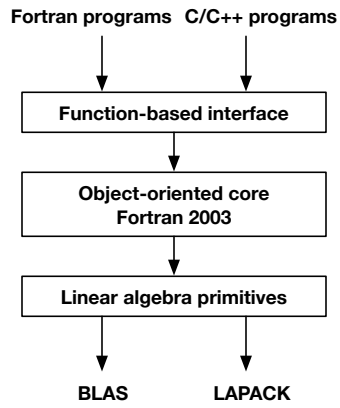 Fortran programs C/C++ programs
Function-based interface
Object-oriented core
Fortran 2003
Linear algebra primitives
BLAS LAPACK